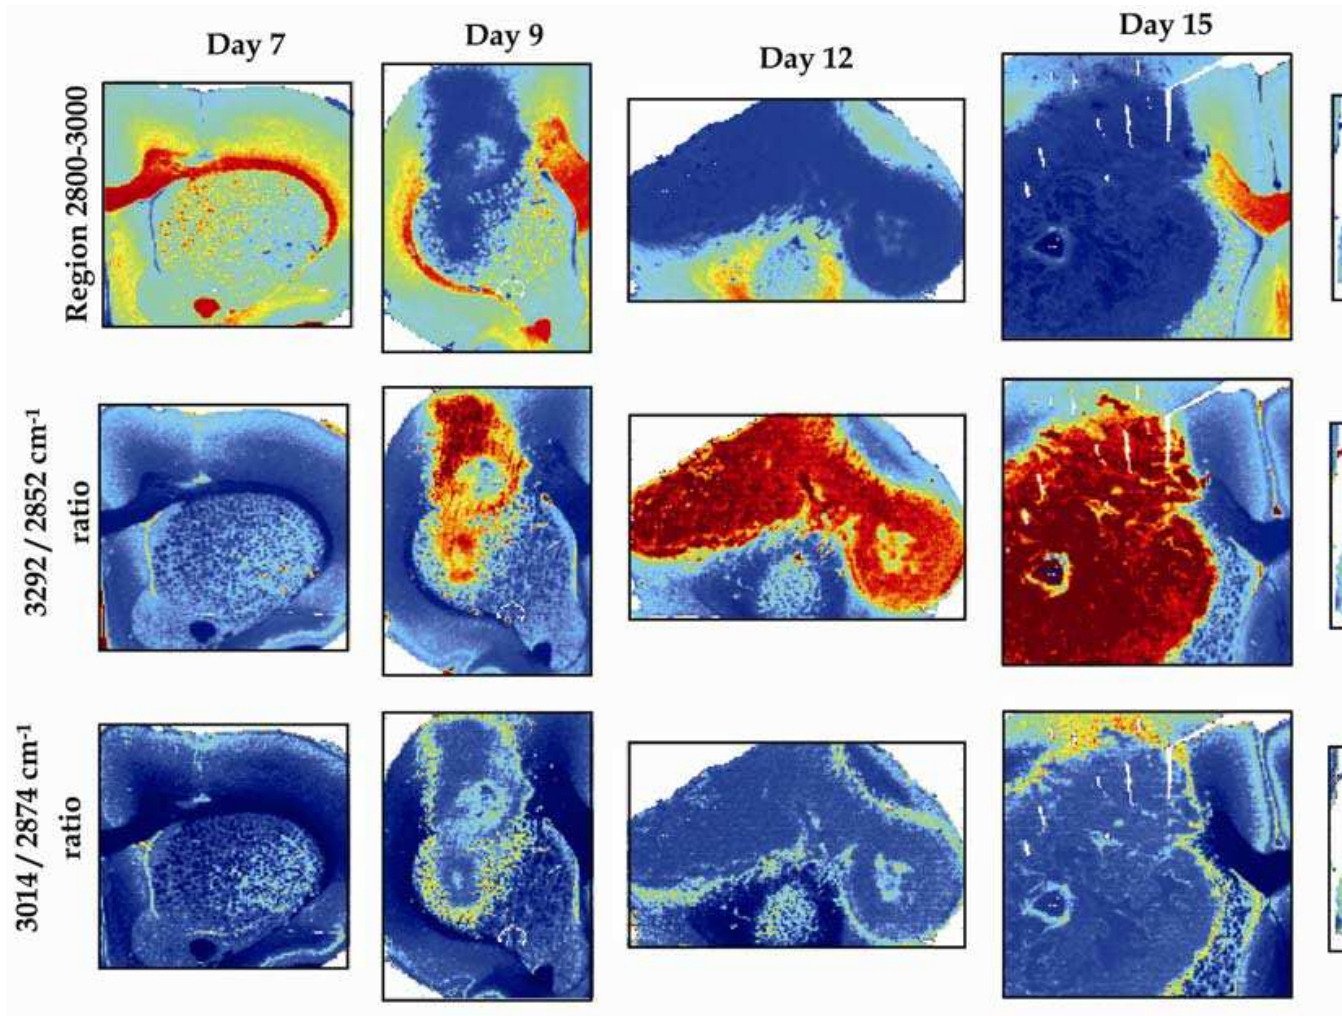 Day 7
Day 9
Day 12
Day 15
Region 2800-3000
3292 / 2852 cm-1
ratio
3014 / 2874 cm-1
ratio